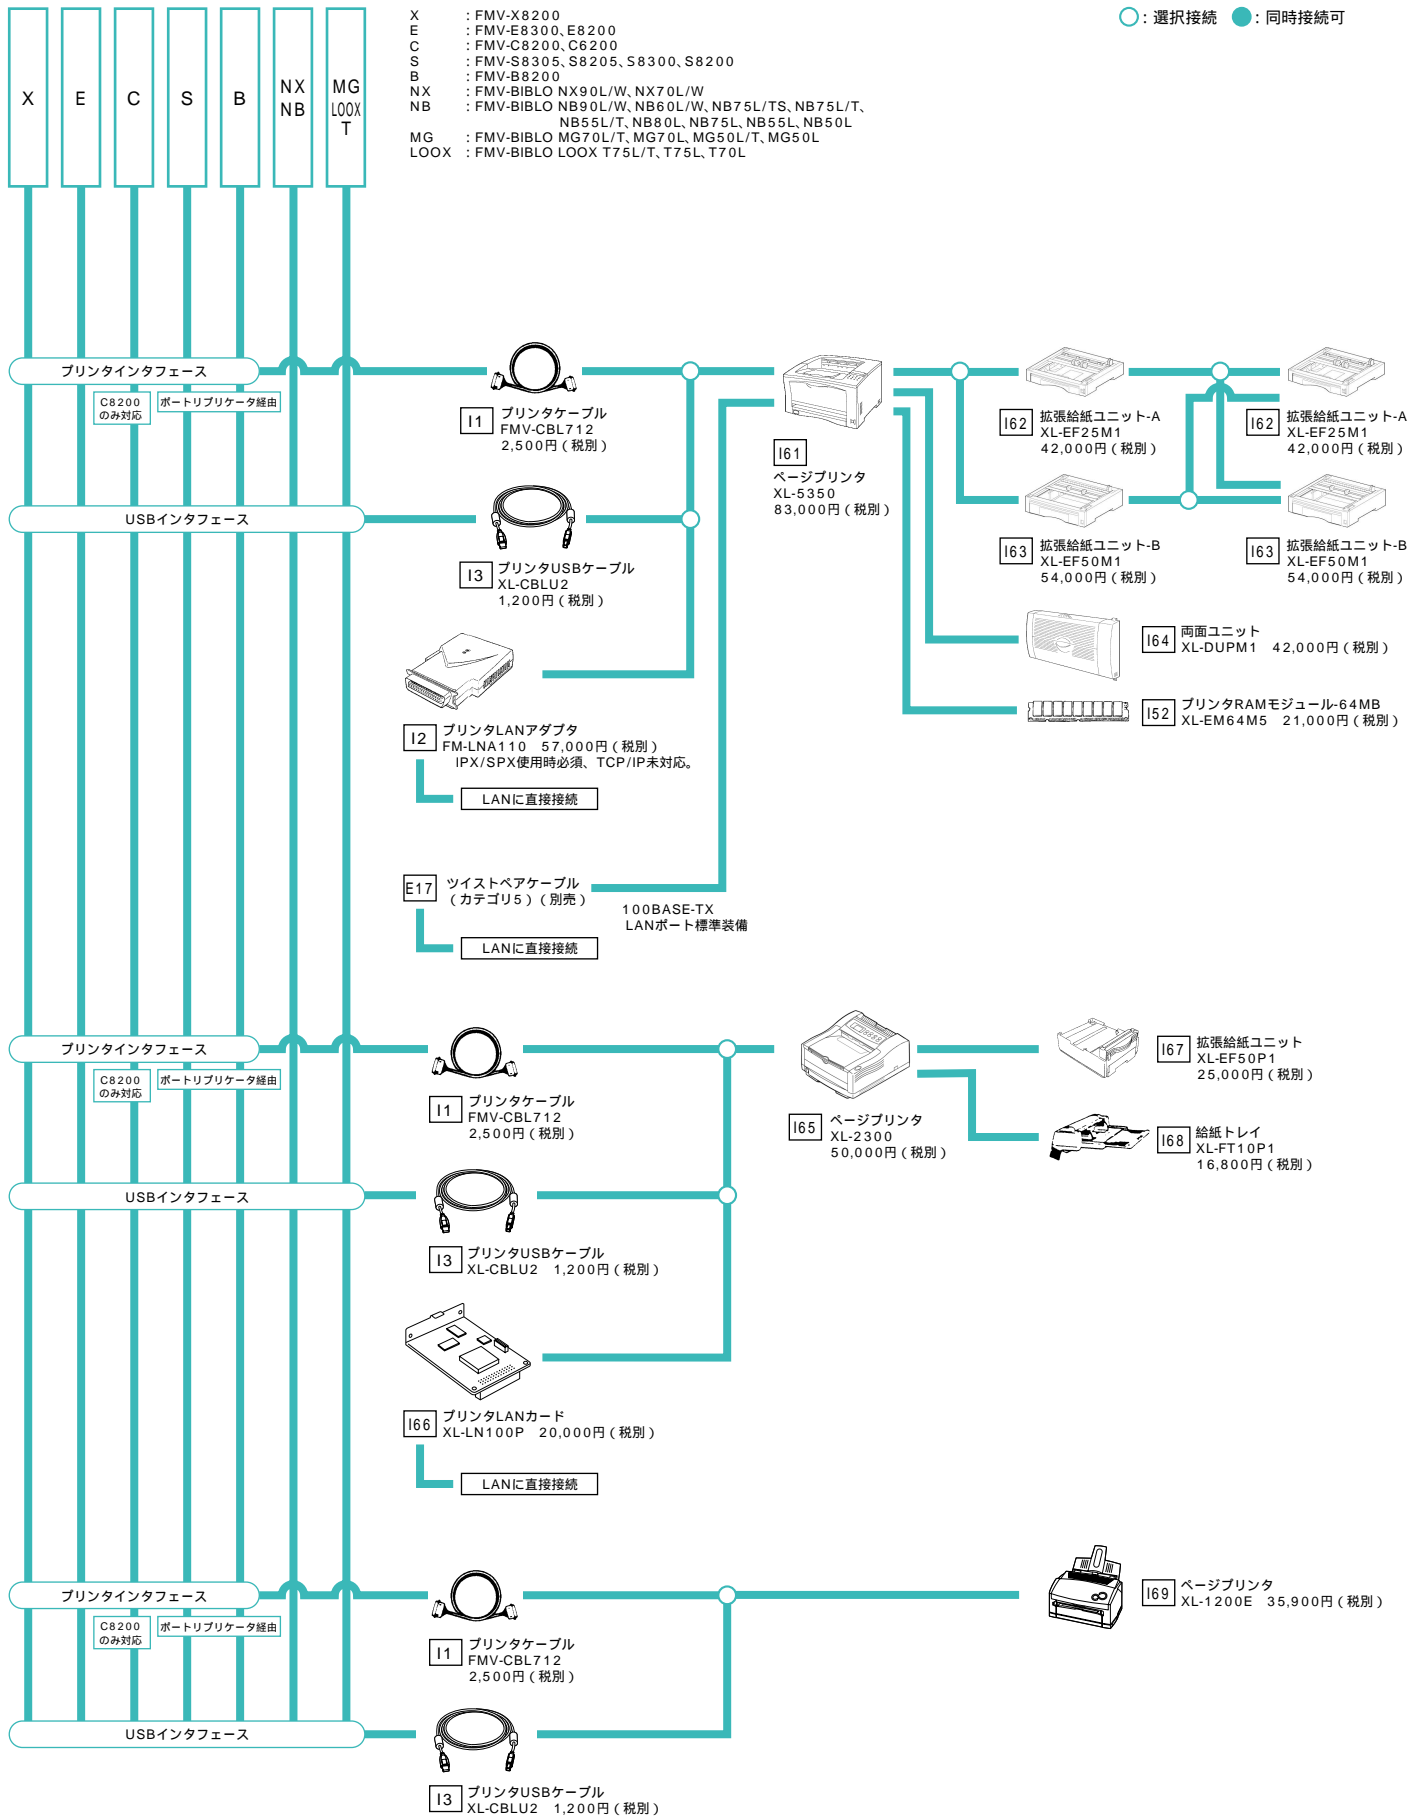 X : FMV-X8200
E : FMV-E8300、E8200
C : FMV-C8200、C6200
S : FMV-S8305、S8205、S8300、S8200
B : FMV-B8200
NX : FMV-BIBLO NX90L/W、NX70L/W
NB : FMV-BIBLO NB90L/W、NB60L/W、NB75L/TS、NB75L/T、
NB55L/T、NB80L、NB75L、NB55L、NB50L
MG : FMV-BIBLO MG70L/T、MG70L、MG50L/T、MG50L
LOOX : FMV-BIBLO LOOX T75L/T、T75L、T70L
○：選択接続 ●：同時接続可
X
E
C
S
B
NX
NB
MG
LOOX
T
プリンタインタフェース
C8200
のみ対応
ポートリプリケータ経由
I1 プリンタケーブル
FMV-CBL712
2,500円（税別）
I61
ページプリンタ
XL-5350
83,000円（税別）
I62 拡張給紙ユニット-A
XL-EF25M1
42,000円（税別）
I62 拡張給紙ユニット-A
XL-EF25M1
42,000円（税別）
USBインタフェース
I3 プリンタUSBケーブル
XL-CBLU2
1,200円（税別）
I63 拡張給紙ユニット-B
XL-EF50M1
54,000円（税別）
I63 拡張給紙ユニット-B
XL-EF50M1
54,000円（税別）
I64 両面ユニット
XL-DUPM1 42,000円（税別）
I52 プリンタRAMモジュール-64MB
XL-EM64M5 21,000円（税別）
I2 プリンタLANアダプタ
FM-LNA110 57,000円（税別）
IPX/SPX使用時必須、TCP/IP未対応。
LANに直接接続
E17 ツイストペアケーブル
（カテゴリ5）（別売）
100BASE-TX
LANポート標準装備
LANに直接接続
プリンタインタフェース
C8200
のみ対応
ポートリプリケータ経由
I1 プリンタケーブル
FMV-CBL712
2,500円（税別）
I65 ページプリンタ
XL-2300
50,000円（税別）
I67 拡張給紙ユニット
XL-EF50P1
25,000円（税別）
I68 給紙トレイ
XL-FT10P1
16,800円（税別）
USBインタフェース
I3 プリンタUSBケーブル
XL-CBLU2 1,200円（税別）
I66 プリンタLANカード
XL-LN100P 20,000円（税別）
LANに直接接続
プリンタインタフェース
C8200
のみ対応
ポートリプリケータ経由
I1 プリンタケーブル
FMV-CBL712
2,500円（税別）
I69 ページプリンタ
XL-1200E 35,900円（税別）
USBインタフェース
I3 プリンタUSBケーブル
XL-CBLU2 1,200円（税別）